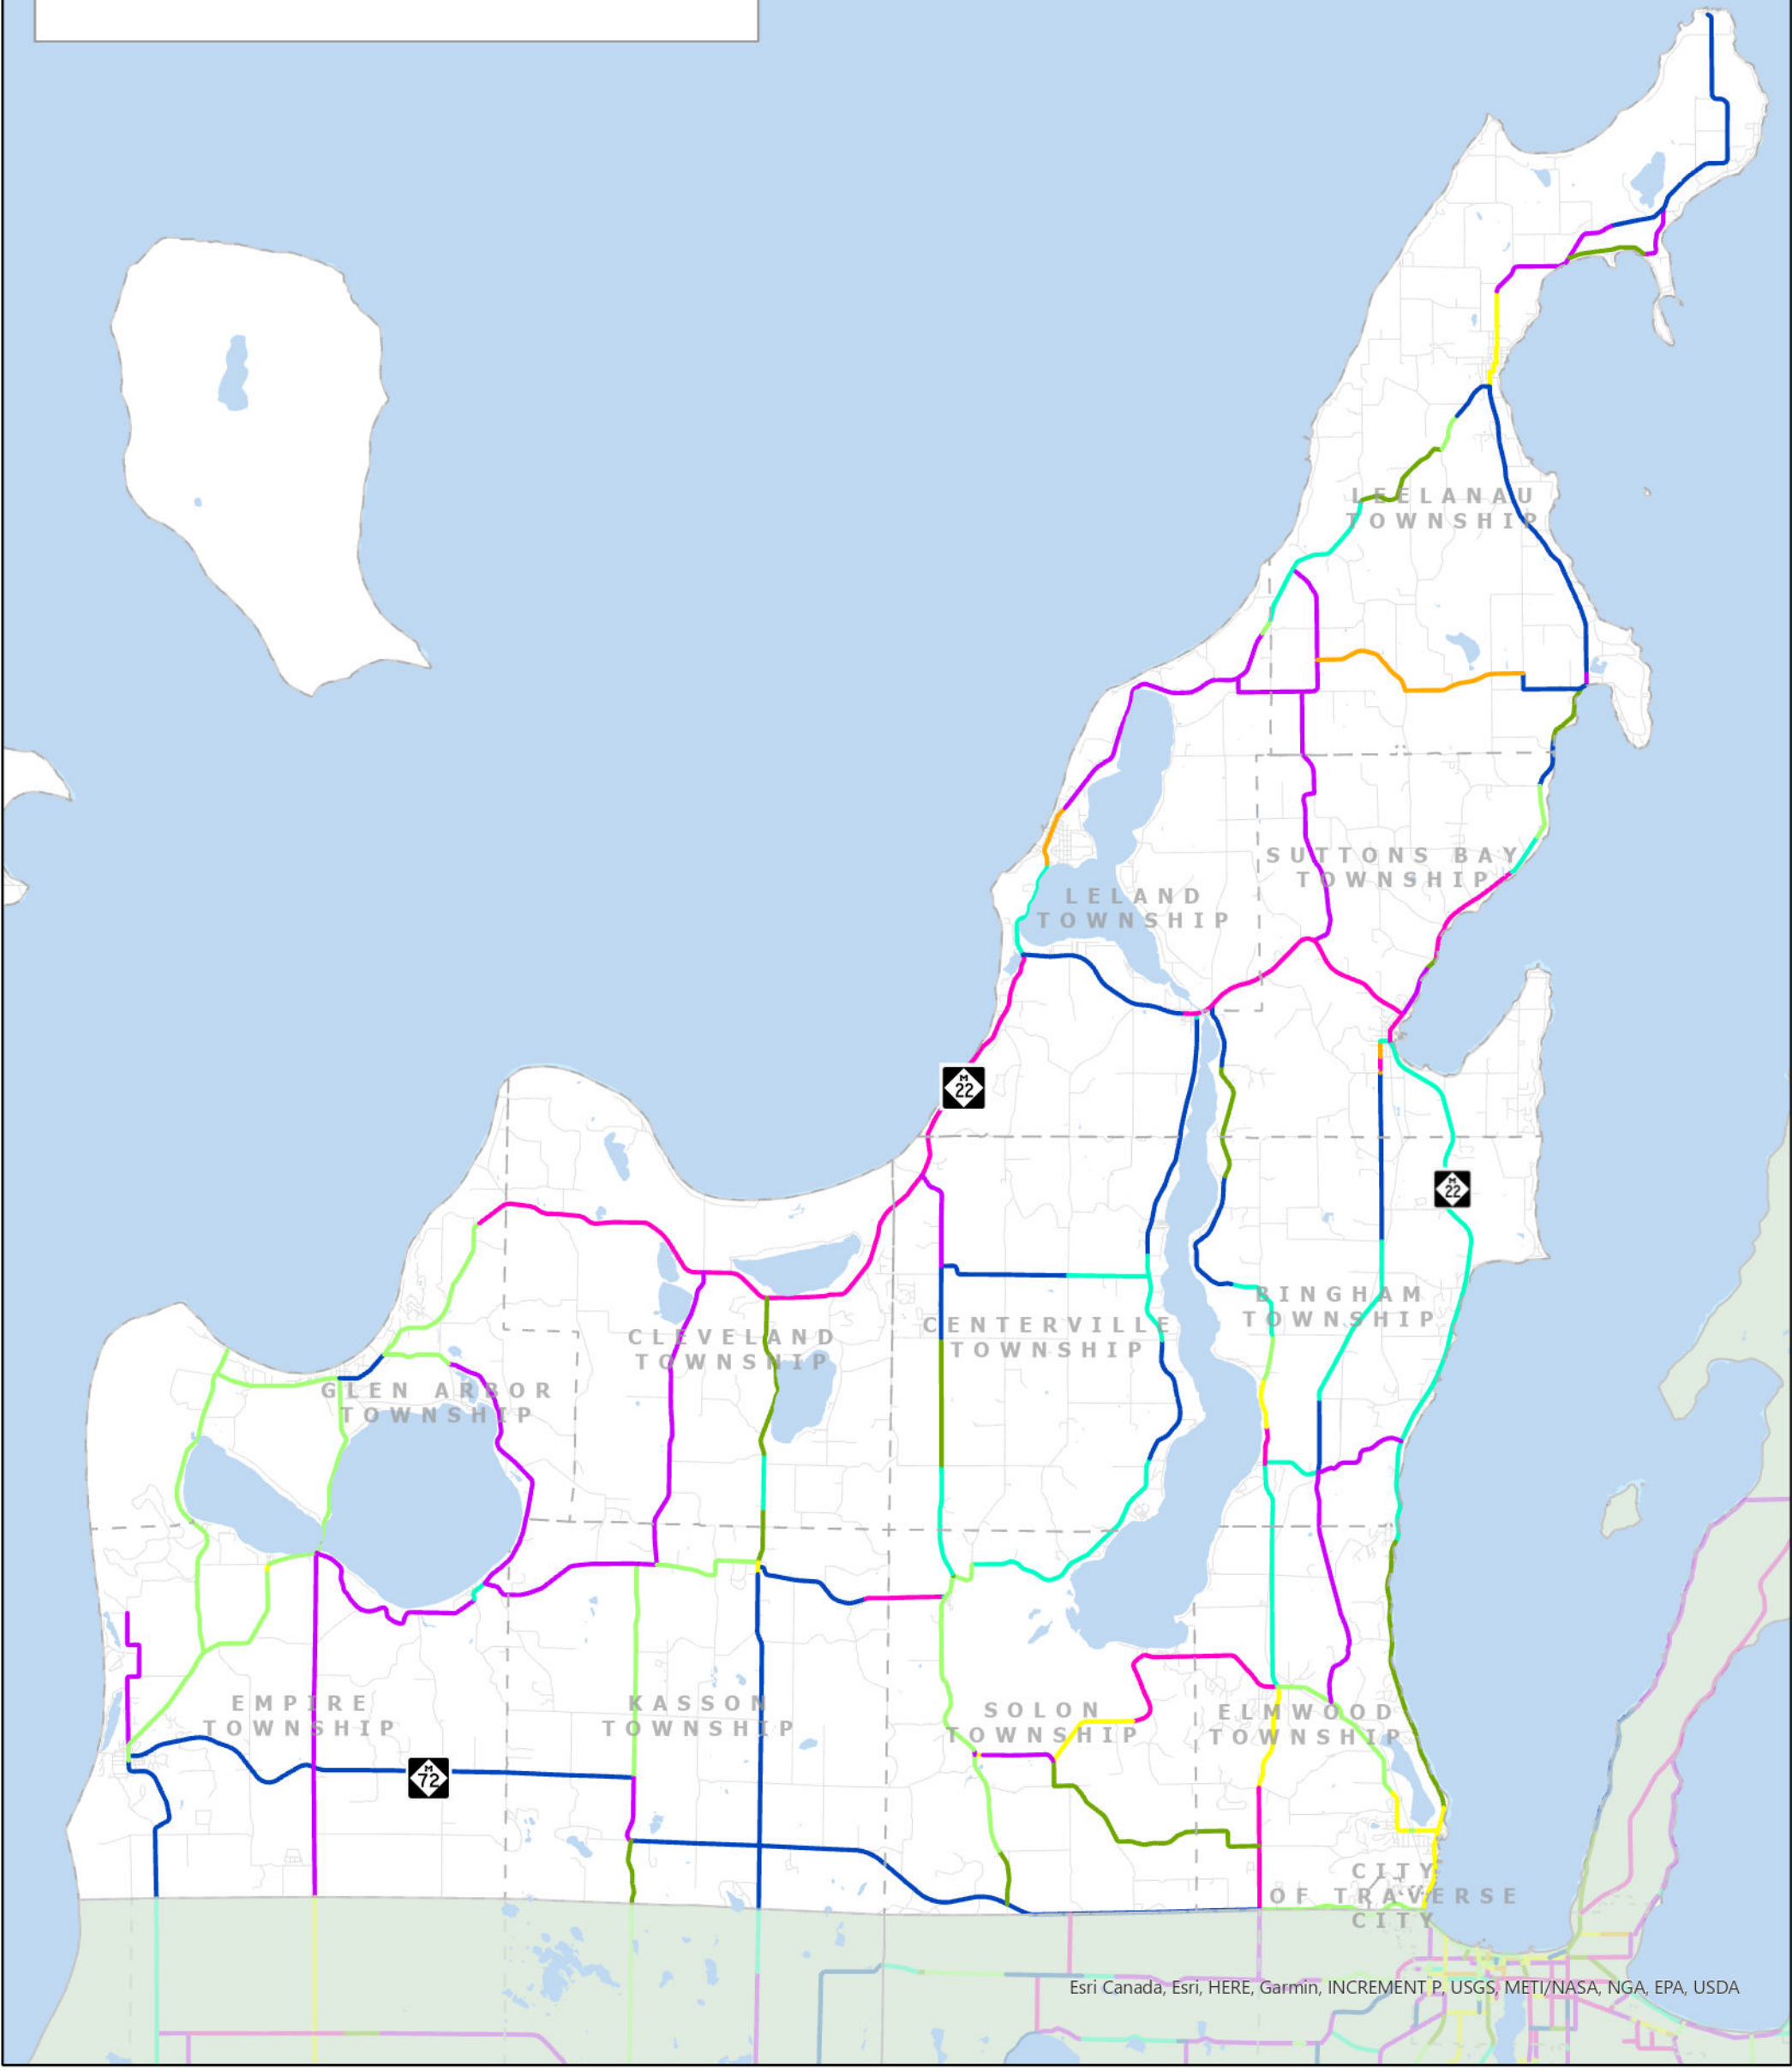 LEELANAU
TOWNSHIP
SUTTONS BAY
TOWNSHIP
LELAND
TOWNSHIP
M
22
M
22
BINGHAM
TOWNSHIP
CENTERVILLE
TOWNSHIP
CLEVELAND
TOWNSHIP
GLEN ARBOR
TOWNSHIP
EMPIRE
TOWNSHIP
KASSON
TOWNSHIP
SOLON
TOWNSHIP
ELMWOOD
TOWNSHIP
M
72
CITY
OF TRAVERSE
CITY
Esri Canada, Esri, HERE, Garmin, INCREMENT P, USGS, METI/NASA, NGA, EPA, USDA